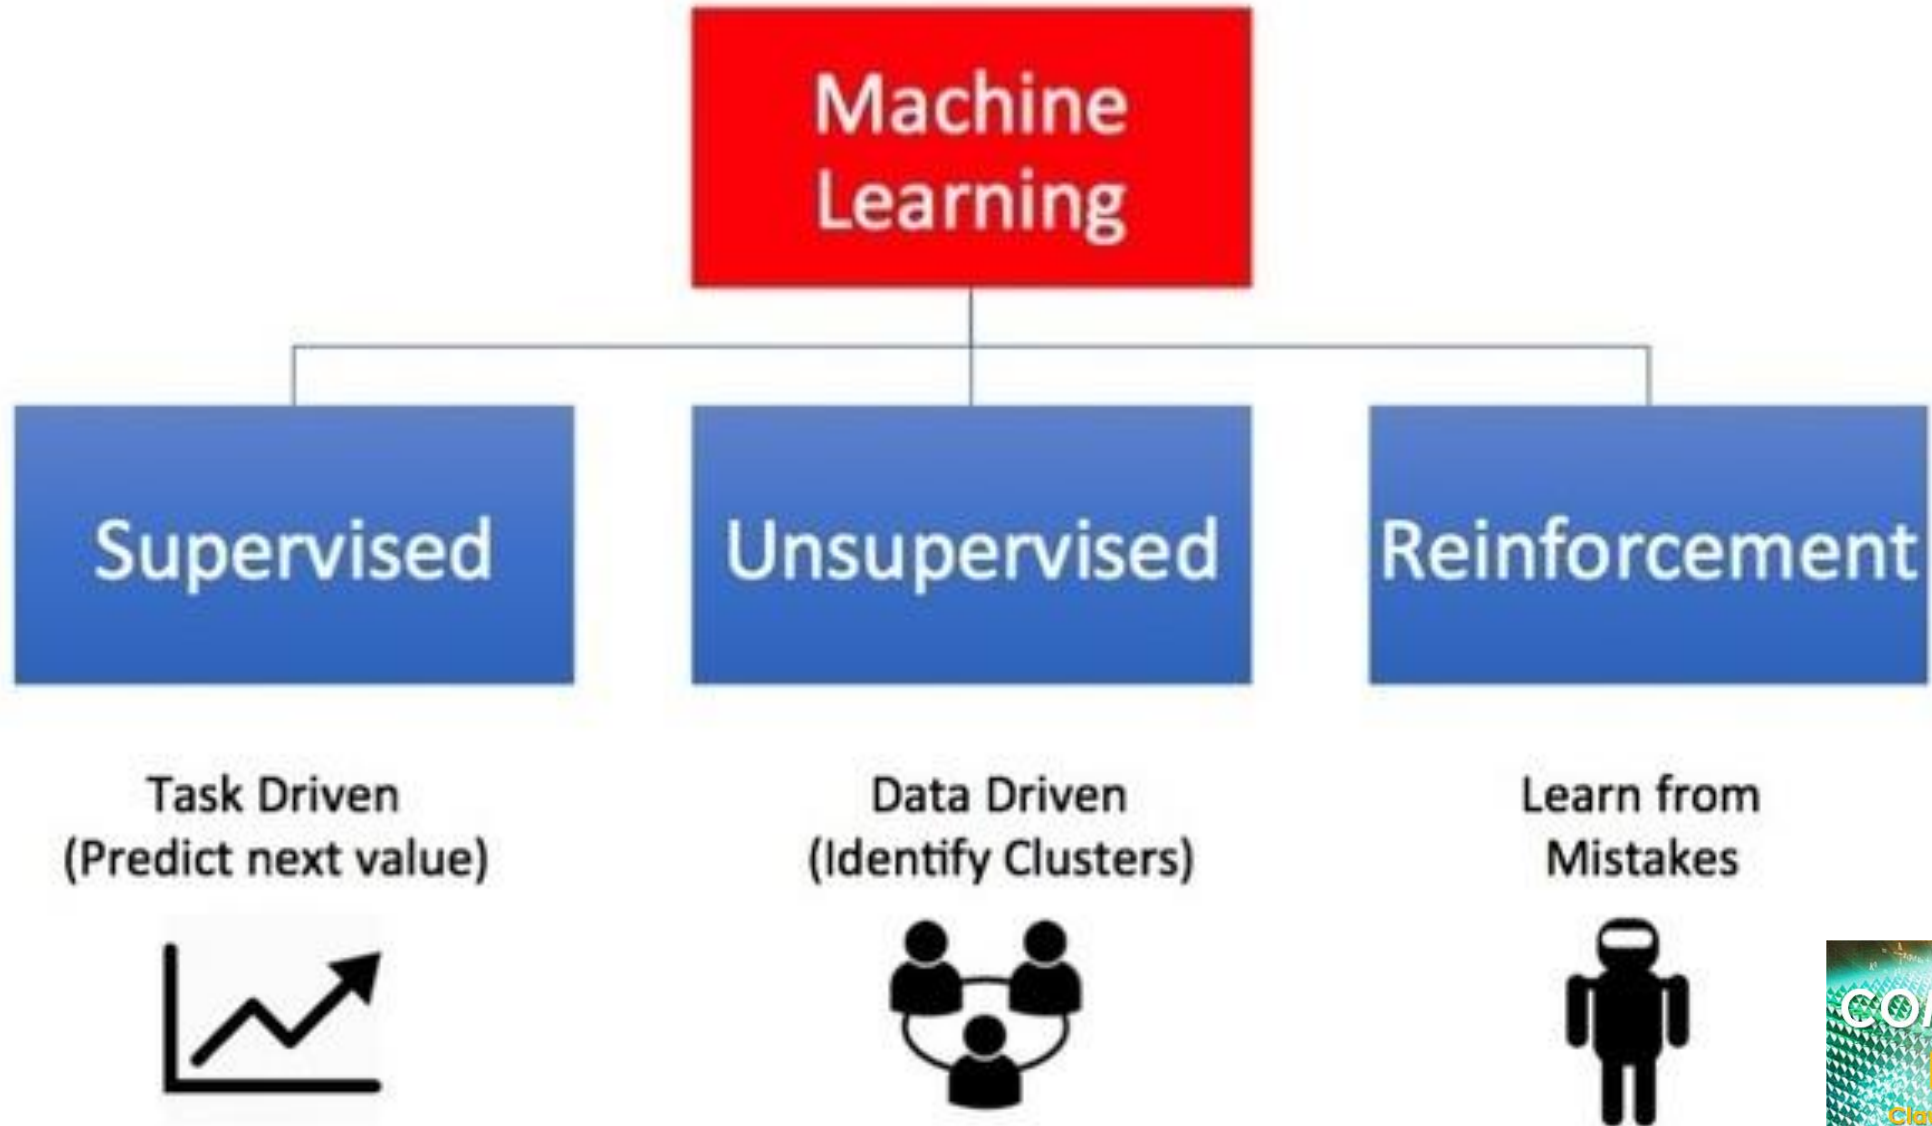 Machine
Learning
Supervised
Unsupervised
Reinforcement
Task Driven
(Predict next value)
Data Driven
(Identify Clusters)
Learn from
Mistakes